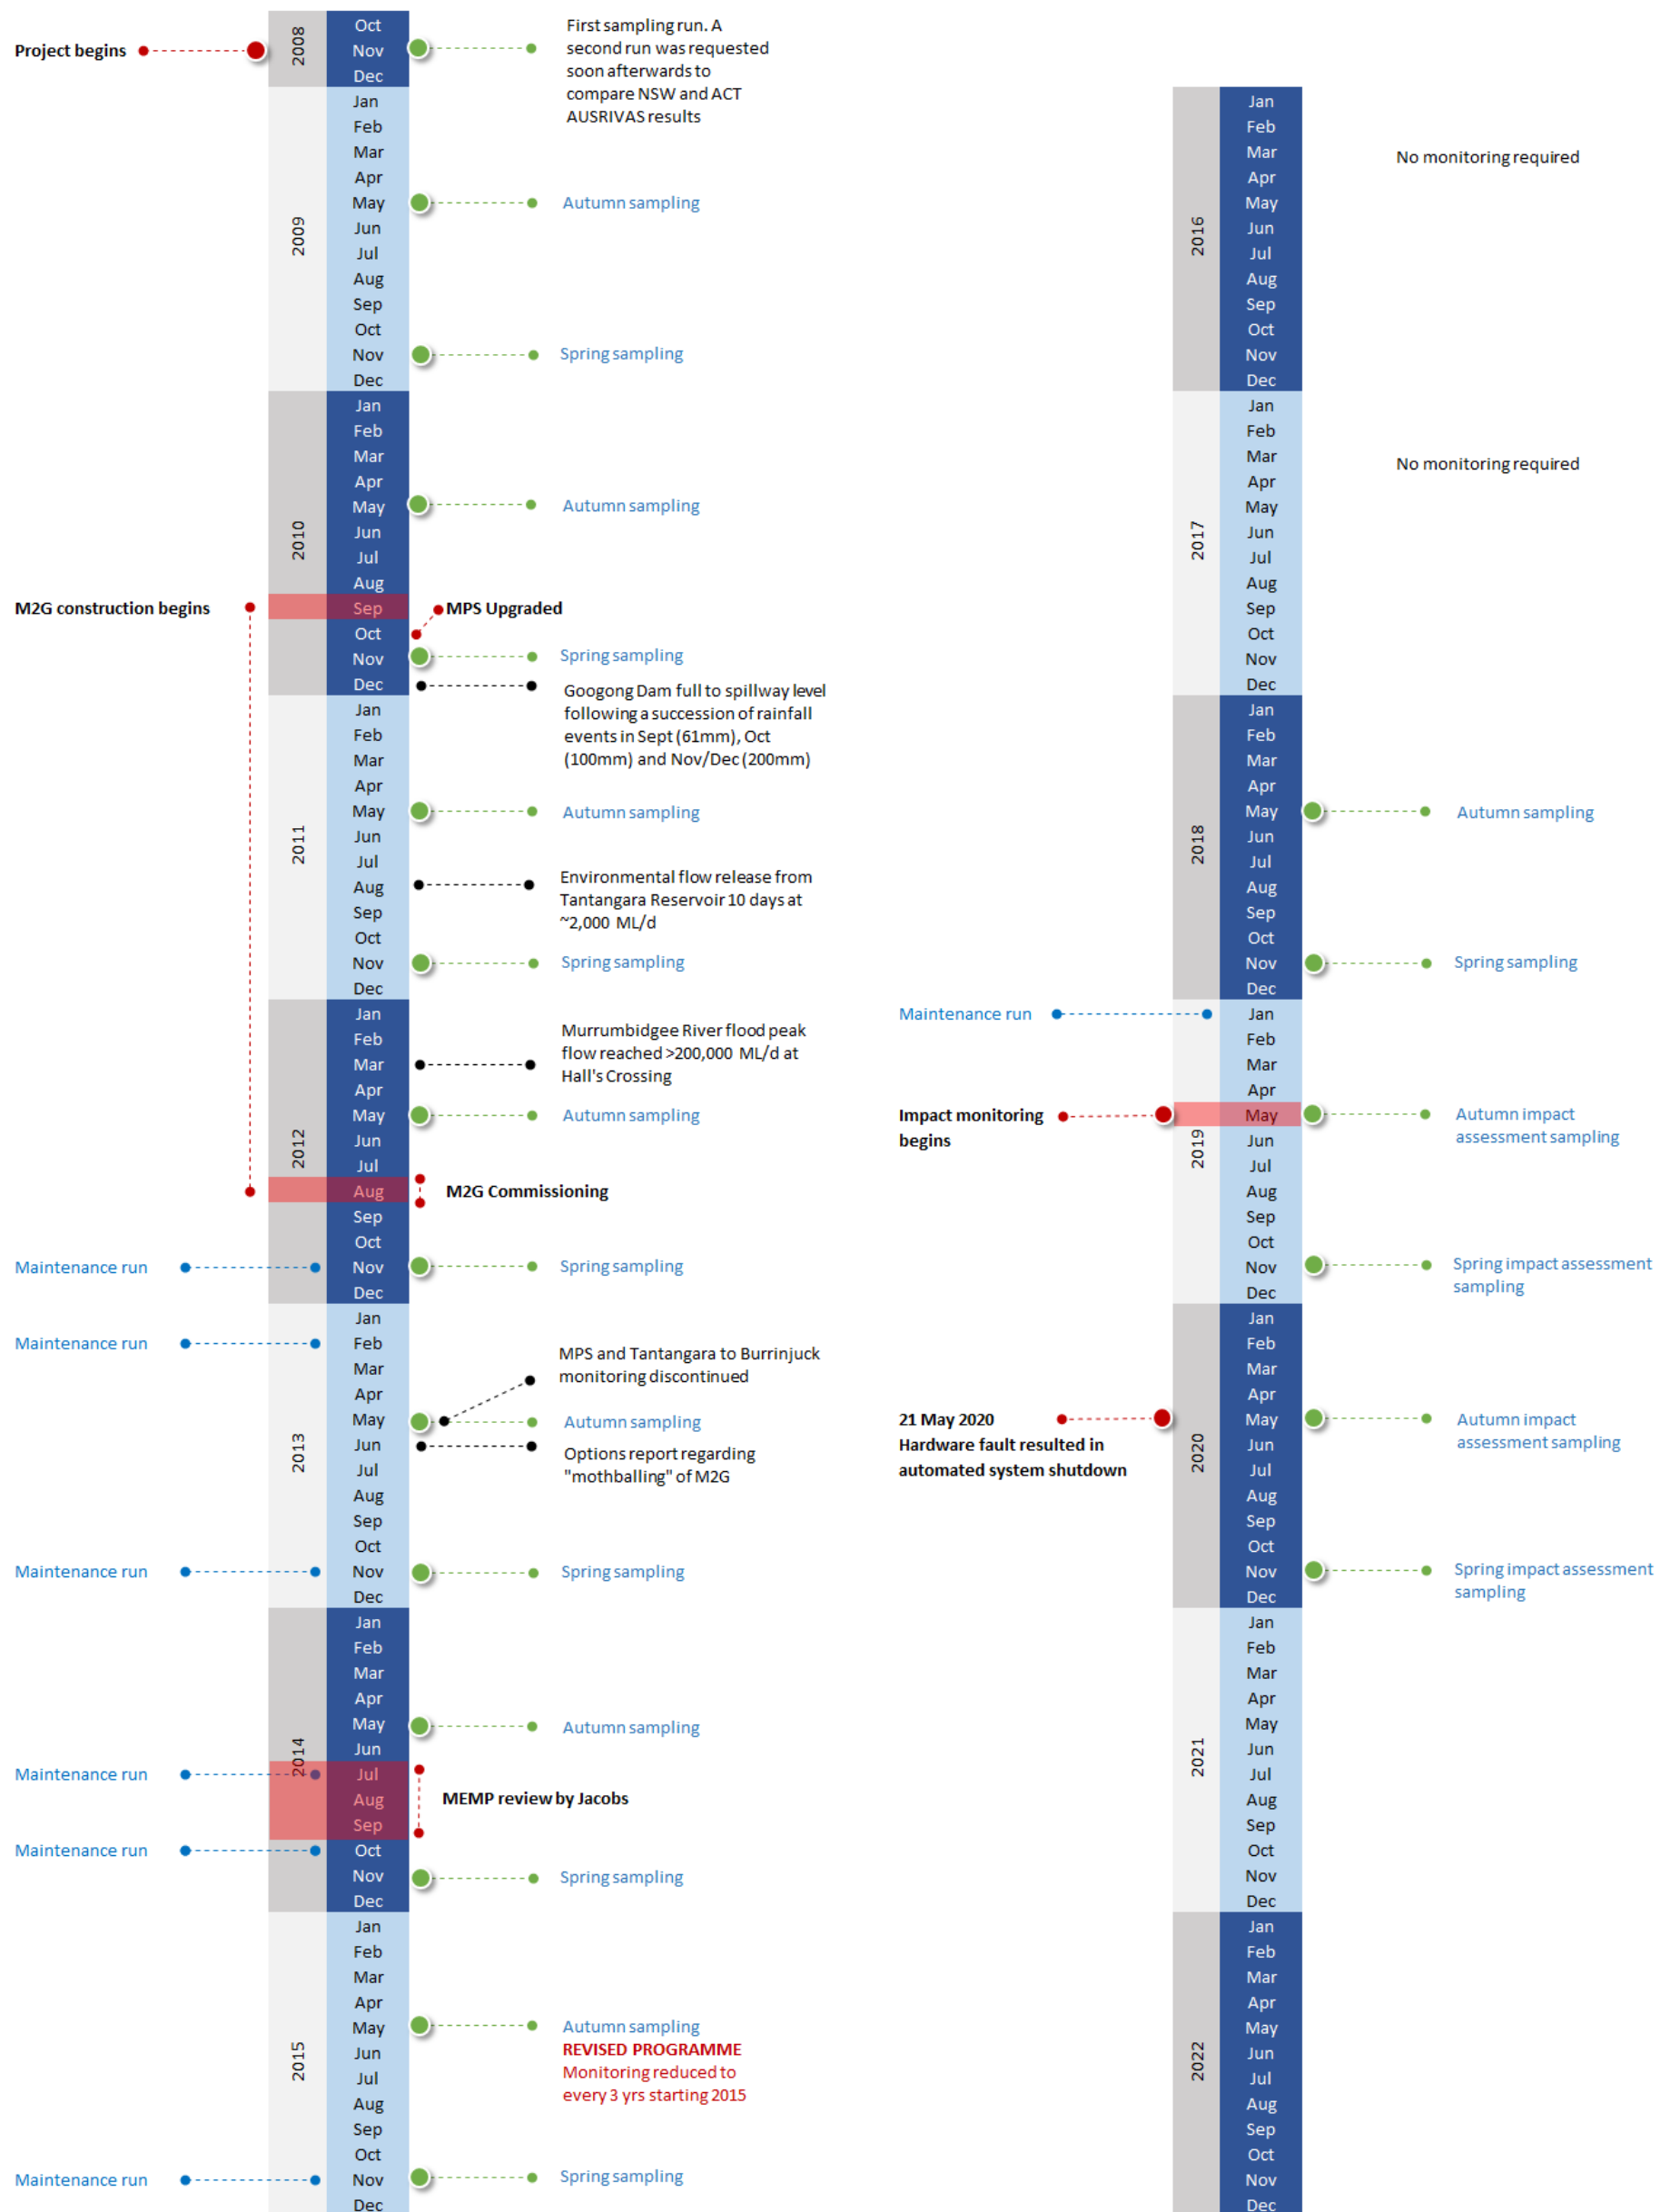 2008
Oct
Nov
Dec
Project begins
First sampling run. A
second run was requested
soon afterwards to
compare NSW and ACT
AUSRIVAS results
2009
Jan
Feb
Mar
Apr
May
Jun
Jul
Aug
Sep
Oct
Nov
Dec
Autumn sampling
Spring sampling
2010
Jan
Feb
Mar
Apr
May
Jun
Jul
Aug
Sep
Oct
Nov
Dec
Autumn sampling
M2G construction begins
MPS Upgraded
Spring sampling
Googong Dam full to spillway level
following a succession of rainfall
events in Sept (61mm), Oct
(100mm) and Nov/Dec (200mm)
2011
Jan
Feb
Mar
Apr
May
Jun
Jul
Aug
Sep
Oct
Nov
Dec
Autumn sampling
Environmental flow release from
Tantangara Reservoir 10 days at
~2,000 ML/d
Spring sampling
2012
Jan
Feb
Mar
Apr
May
Jun
Jul
Aug
Sep
Oct
Nov
Dec
Murrumbidgee River flood peak
flow reached >200,000 ML/d at
Hall's Crossing
Autumn sampling
M2G Commissioning
Maintenance run
Spring sampling
2013
Jan
Feb
Mar
Apr
May
Jun
Jul
Aug
Sep
Oct
Nov
Dec
Maintenance run
MPS and Tantangara to Burrinjuck
monitoring discontinued
Autumn sampling
Options report regarding
"mothballing" of M2G
Maintenance run
Spring sampling
2014
Jan
Feb
Mar
Apr
May
Jun
Jul
Aug
Sep
Oct
Nov
Dec
Autumn sampling
Maintenance run
MEMP review by Jacobs
Maintenance run
Spring sampling
2015
Jan
Feb
Mar
Apr
May
Jun
Jul
Aug
Sep
Oct
Nov
Dec
Autumn sampling
REVISED PROGRAMME
Monitoring reduced to
every 3 yrs starting 2015
Maintenance run
Spring sampling
2016
Jan
Feb
Mar
Apr
May
Jun
Jul
Aug
Sep
Oct
Nov
Dec
No monitoring required
2017
Jan
Feb
Mar
Apr
May
Jun
Jul
Aug
Sep
Oct
Nov
Dec
No monitoring required
2018
Jan
Feb
Mar
Apr
May
Jun
Jul
Aug
Sep
Oct
Nov
Dec
Autumn sampling
Spring sampling
2019
Jan
Feb
Mar
Apr
May
Jun
Jul
Aug
Sep
Oct
Nov
Dec
Maintenance run
Impact monitoring
begins
Autumn impact
assessment sampling
Spring impact assessment
sampling
2020
Jan
Feb
Mar
Apr
May
Jun
Jul
Aug
Sep
Oct
Nov
Dec
21 May 2020
Hardware fault resulted in
automated system shutdown
Autumn impact
assessment sampling
Spring impact assessment
sampling
2021
Jan
Feb
Mar
Apr
May
Jun
Jul
Aug
Sep
Oct
Nov
Dec
2022
Jan
Feb
Mar
Apr
May
Jun
Jul
Aug
Sep
Oct
Nov
Dec